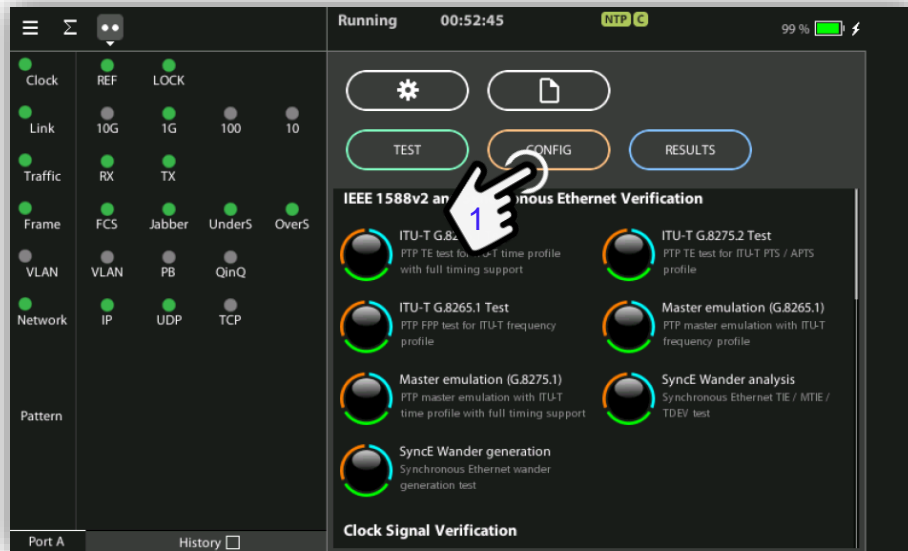 Σ
Running 00:52:45 NTP C 99 %
Clock REF LOCK
Link 10G 1G 100 10
Traffic RX TX
Frame FCS Jabber UnderS OverS
VLAN VLAN PB QinQ
Network IP UDP TCP
Pattern
Port A History
TEST CONFIG RESULTS
IEEE 1588v2 an onous Ethernet Verification
1
ITU-T G.82 Test
PTP TE test for -T time profile
with full timing support
ITU-T G.8275.2 Test
PTP TE test for ITU-T PTS / APTS
profile
ITU-T G.8265.1 Test
PTP FPP test for ITU-T frequency
profile
Master emulation (G.8265.1)
PTP master emulation with ITU-T
frequency profile
Master emulation (G.8275.1)
PTP master emulation with ITU-T
time profile with full timing support
SyncE Wander analysis
Synchronous Ethernet TIE / MTIE /
TDEV test
SyncE Wander generation
Synchronous Ethernet wander
generation test
Clock Signal Verification